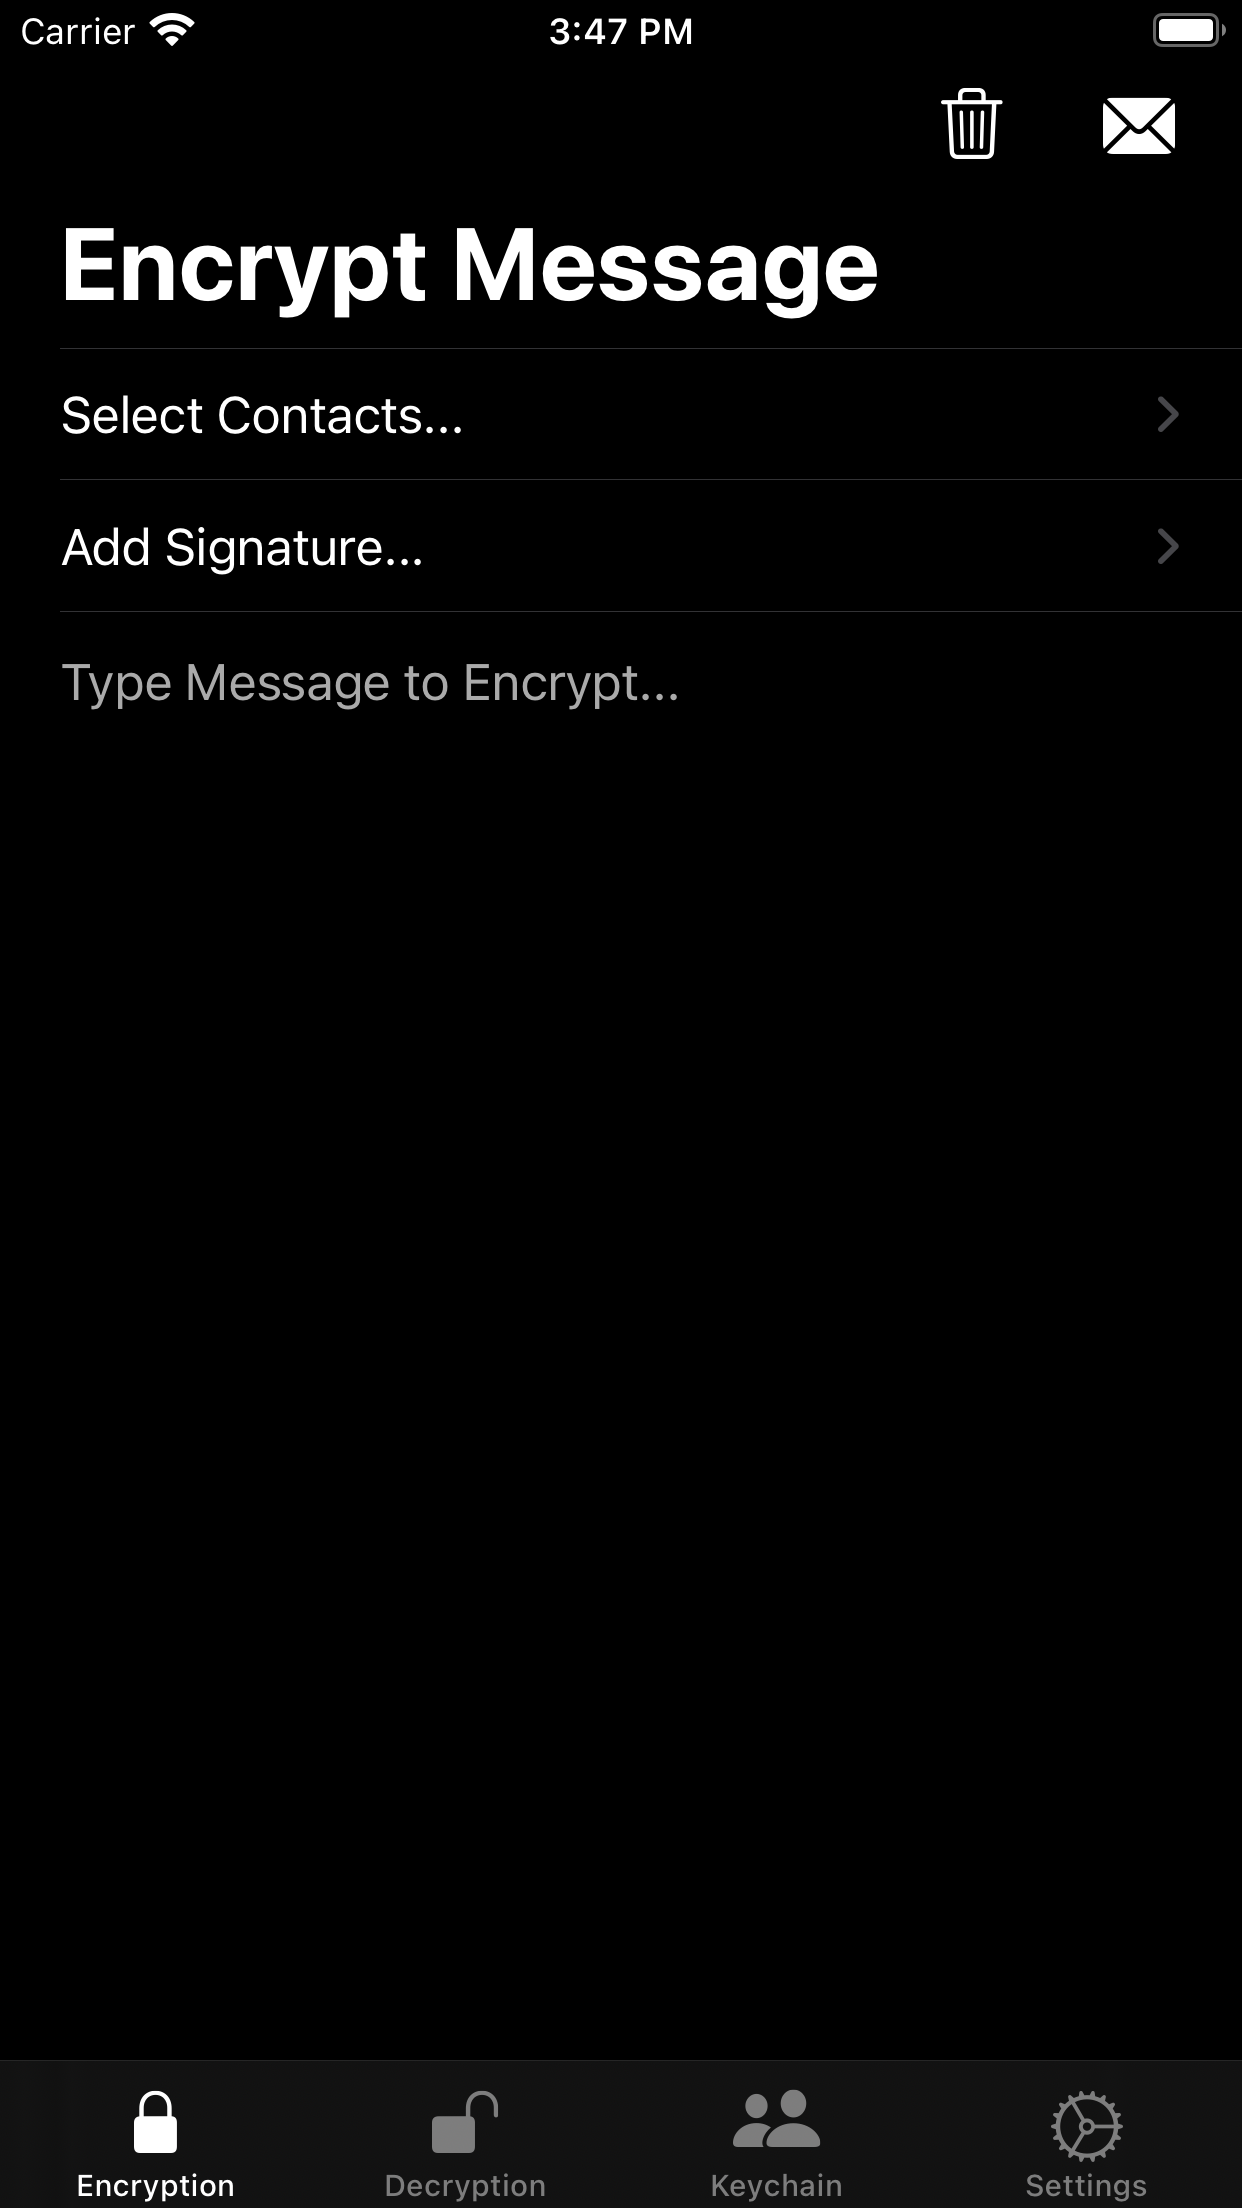 Carrier
3:47 PM
Encrypt Message
Select Contacts...
Add Signature...
Type Message to Encrypt...
Encryption
Decryption
Keychain
Settings